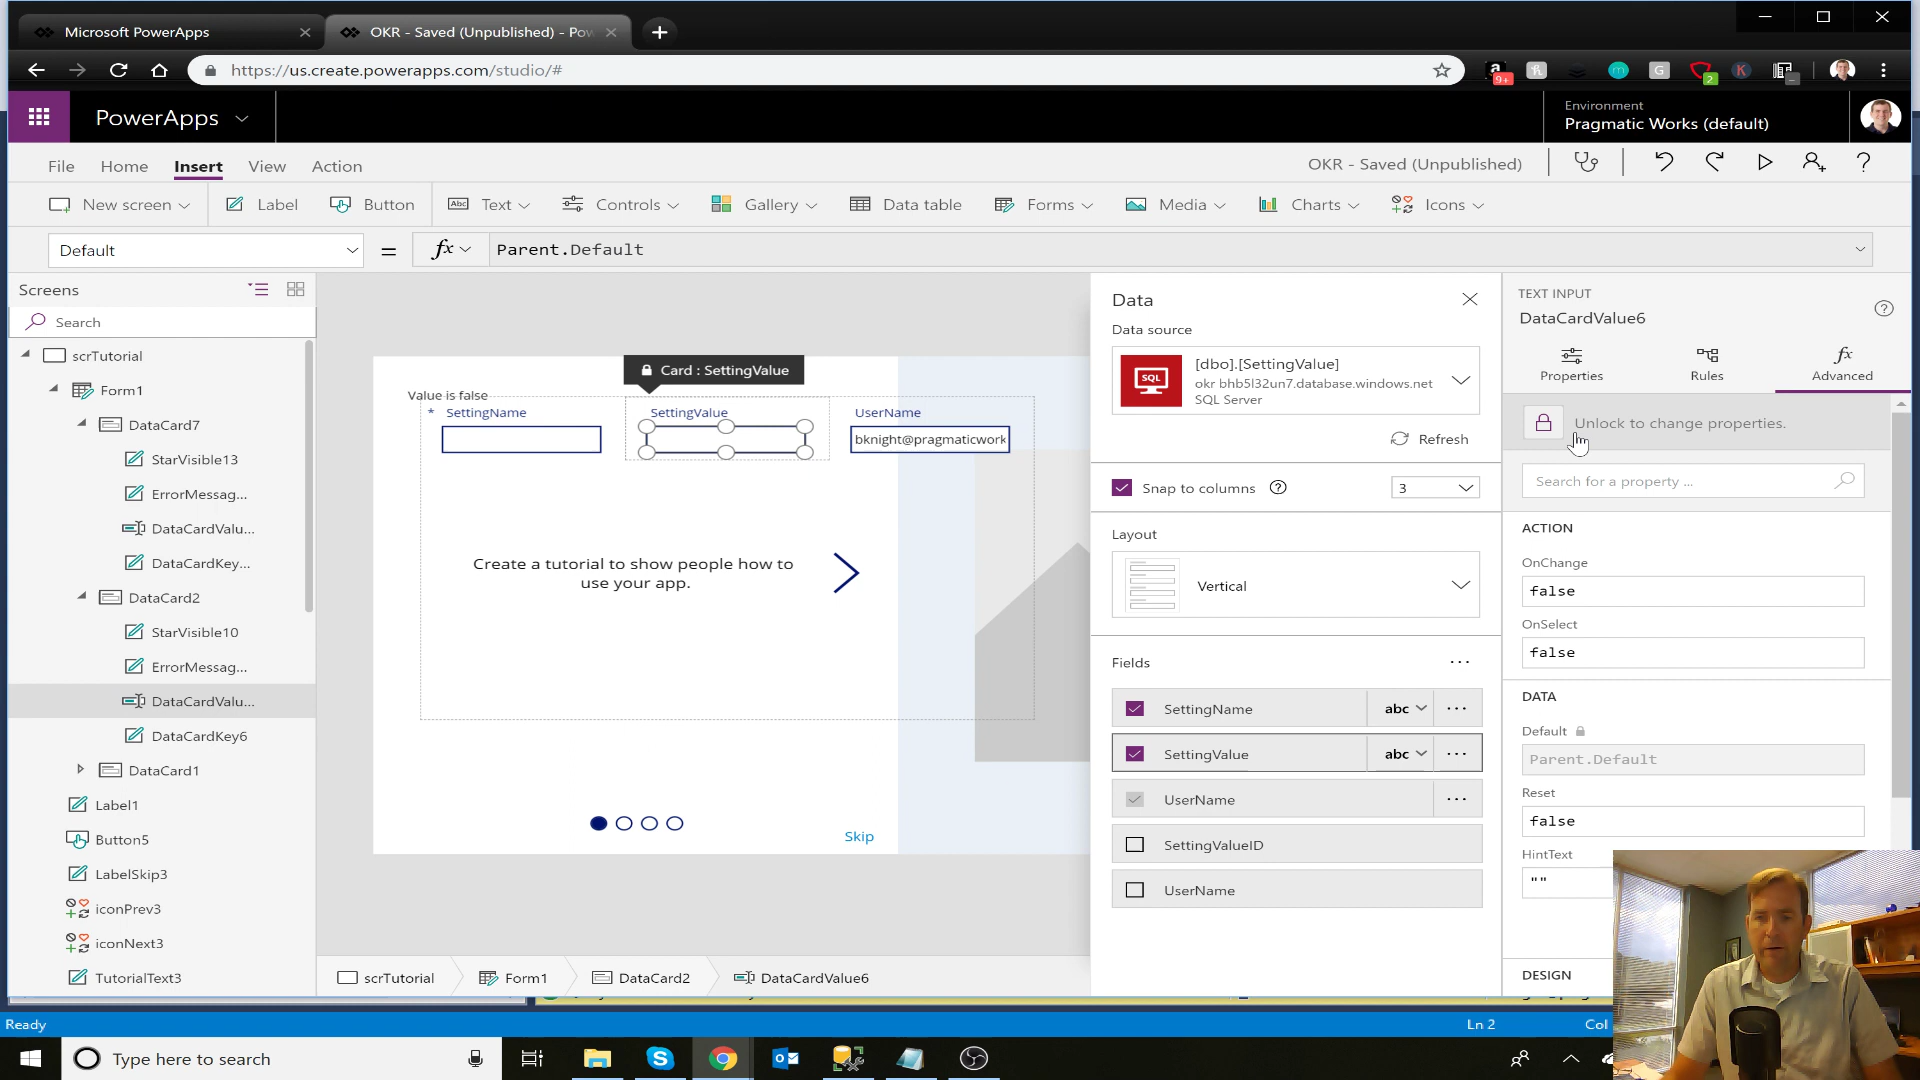 Microsoft PowerApps
OKR - Saved (Unpublished) - Pow
https://us.create.powerapps.com/studio/#
9+
G
K
2
PowerApps
Environment
Pragmatic Works (default)
File
Home
Insert
View
Action
OKR - Saved (Unpublished)
?
New screen
Label
Button
Abc
Text
Controls
Gallery
Data table
Forms
Media
Charts
Icons
Default
=
fx
Parent.Default
Screens
Search
scrTutorial
Form1
DataCard7
StarVisible13
ErrorMessag...
DataCardValu...
DataCardKey...
DataCard2
StarVisible10
ErrorMessag...
DataCardValu...
DataCardKey6
DataCard1
Label1
Button5
LabelSkip3
iconPrev3
iconNext3
TutorialText3
Card : SettingValue
Value is false
* SettingName
SettingValue
UserName
bknight@pragmaticwork
Create a tutorial to show people how to
use your app.
Skip
scrTutorial
Form1
DataCard2
DataCardValue6
Data
Data source
SQL
[dbo].[SettingValue]
okr bhb5l32un7.database.windows.net
SQL Server
Refresh
Snap to columns
?
3
Layout
Vertical
Fields
...
SettingName
abc
...
SettingValue
abc
...
UserName
...
SettingValueID
UserName
TEXT INPUT
DataCardValue6
?
Properties
Rules
fx
Advanced
Unlock to change properties.
Search for a property ...
ACTION
OnChange
false
OnSelect
false
DATA
Default
Parent.Default
Reset
false
HintText
""
DESIGN
Ready
Ln 2
Col
Type here to search